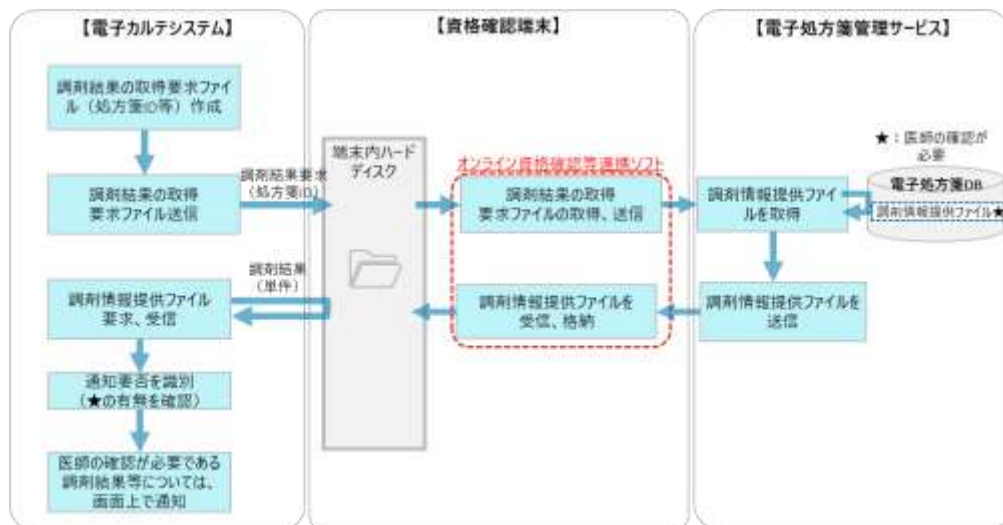 【電子カルテシステム】
調剤結果の取得要求ファイ
ル（処方箋ID等）作成
調剤結果の取得
要求ファイル送信
調剤結果要求
(処方箋ID)
調剤結果
(単件)
調剤情報提供ファイル
要求、受信
通知要否を識別
（★の有無を確認）
医師の確認が必要である
調剤結果等については、
画面上で通知
【資格確認端末】
端末内ハード
ディスク
オンライン資格確認等連携ソフト
調剤結果の取得
要求ファイルの取得、送信
調剤情報提供ファイルを
受信、格納
【電子処方箋管理サービス】
★：医師の確認が
必要
調剤情報提供ファイ
ルを取得
電子処方箋DB
調剤情報提供ファイル★
調剤情報提供ファイルを
送信